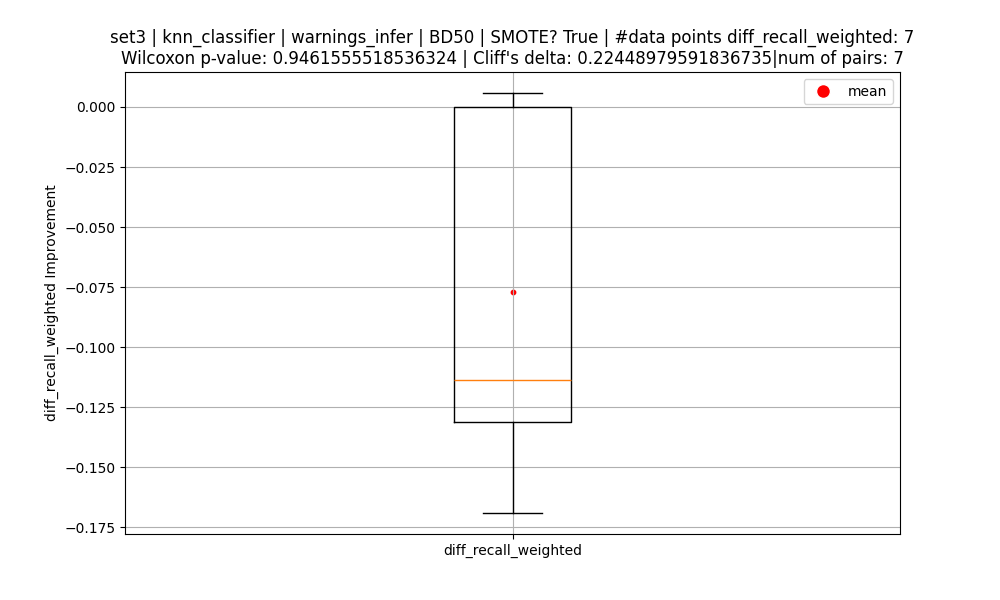 set3 | knn_classifier | warnings_infer | BD50 | SMOTE? True | #data points diff_recall_weighted: 7
Wilcoxon p-value: 0.9461555518536324 | Cliff's delta: 0.22448979591836735|num of pairs: 7
mean
0.000
−0.025
−0.050
−0.075
−0.100
−0.125
−0.150
−0.175
diff_recall_weighted Improvement
diff_recall_weighted